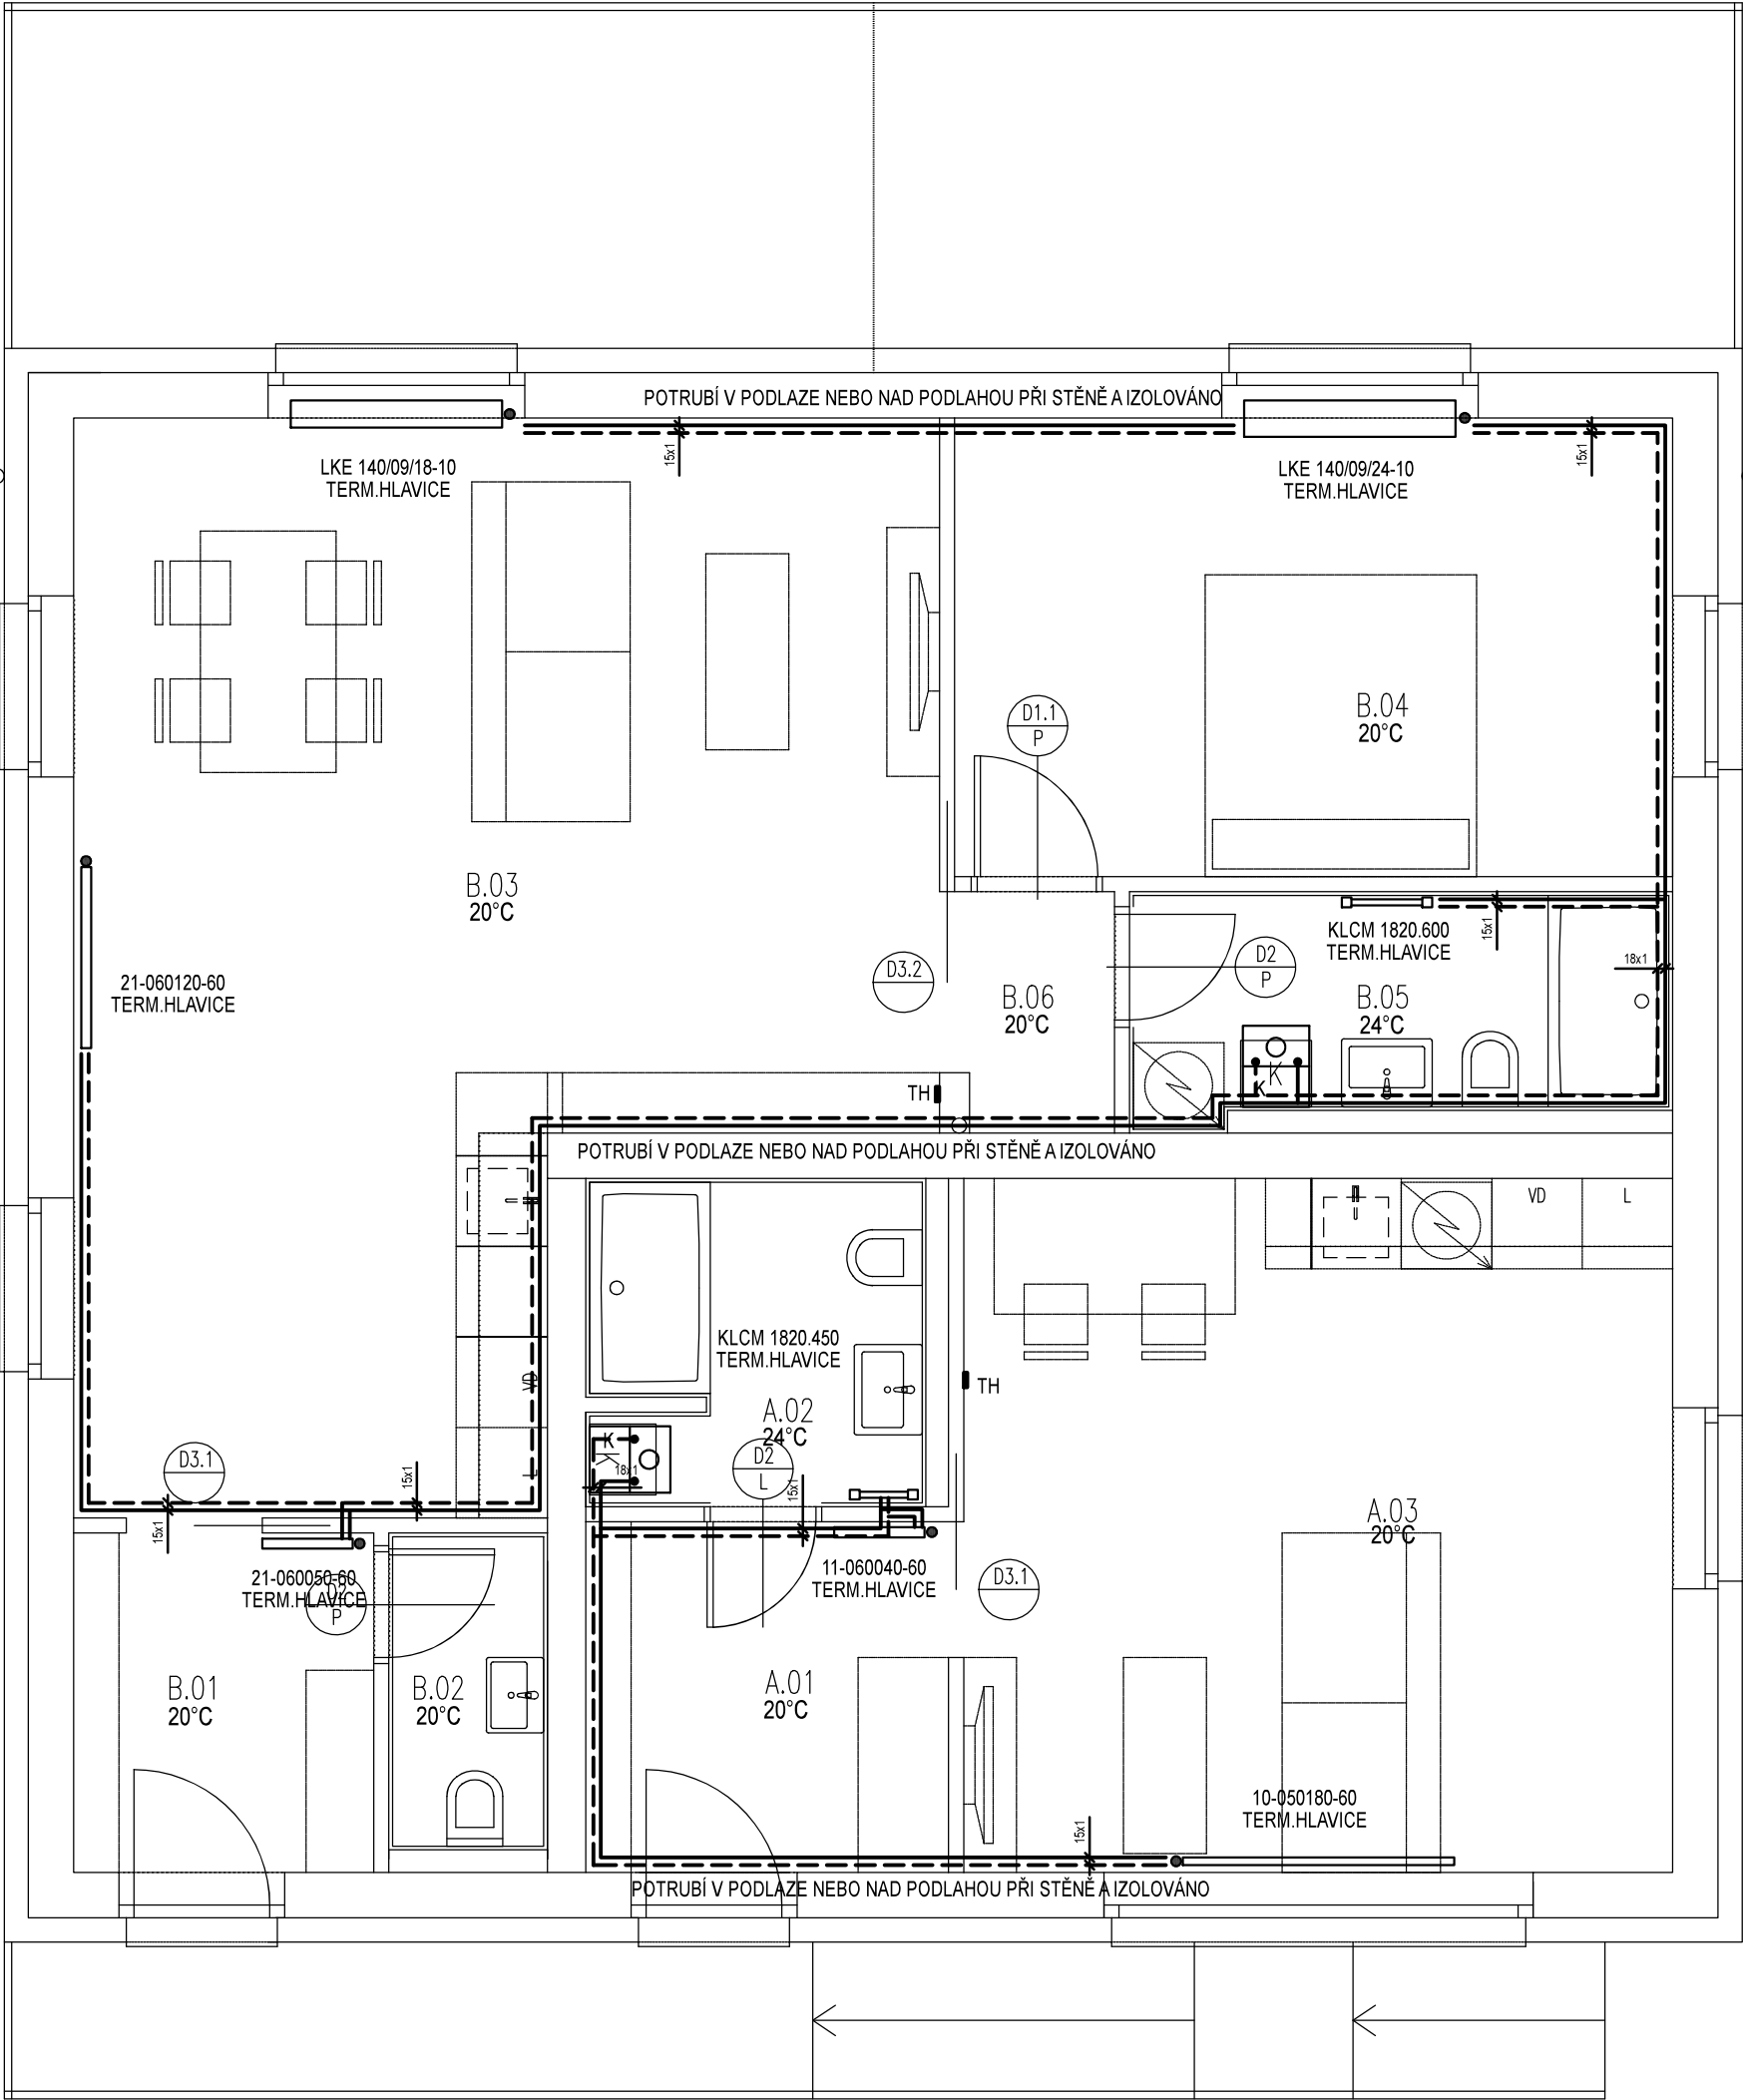 POTRUBÍ V PODLAZE NEBO NAD PODLAHOU PŘI STĚNĚ A IZOLOVÁNO
15x1
15x1
LKE 140/09/18-10
TERM.HLAVICE
LKE 140/09/24-10
TERM.HLAVICE
B.04
20°C
D1.1
P
B.03
20°C
KLCM 1820.600
TERM.HLAVICE
15x1
18x1
D2
P
D3.2
21-060120-60
TERM.HLAVICE
B.06
20°C
B.05
24°C
K
K
TH
POTRUBÍ V PODLAZE NEBO NAD PODLAHOU PŘI STĚNĚ A IZOLOVÁNO
VD
L
KLCM 1820.450
TERM.HLAVICE
VD
TH
A.02
24°C
D2
L
K
K
18x1
15x1
D3.1
15x1
15x1
L
A.03
20°C
21-060050-60
TERM.HLAVICE
D2
P
11-060040-60
TERM.HLAVICE
D3.1
B.01
20°C
B.02
20°C
A.01
20°C
10-050180-60
TERM.HLAVICE
15x1
POTRUBÍ V PODLAZE NEBO NAD PODLAHOU PŘI STĚNĚ A IZOLOVÁNO